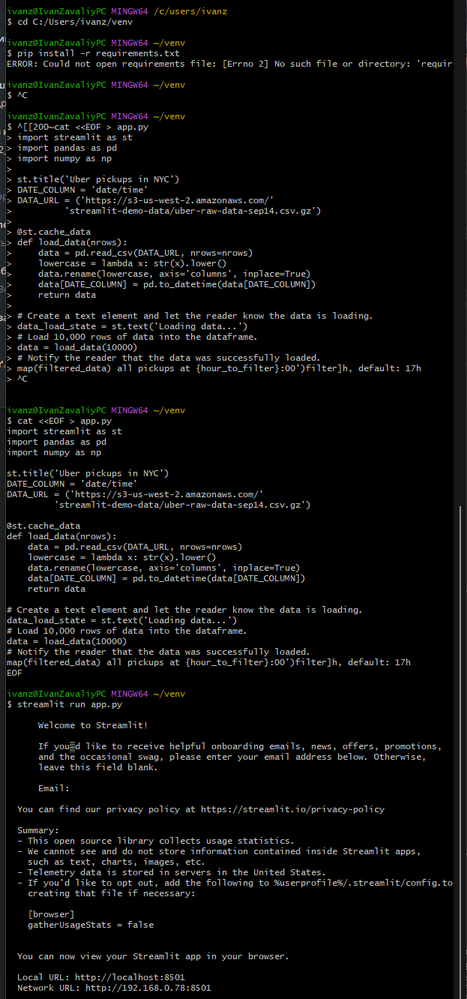 ivanz@IvanZavaliyPC MINGW64 /c/users/ivanz
$ cd C:/Users/ivanz/venv

ivanz@IvanZavaliyPC MINGW64 ~/venv
$ pip install -r requirements.txt
ERROR: Could not open requirements file: [Errno 2] No such file or directory: 'requir

ivanz@IvanZavaliyPC MINGW64 ~/venv
$ ^C

ivanz@IvanZavaliyPC MINGW64 ~/venv
$ ^[[200~cat <<EOF > app.py
> import streamlit as st
> import pandas as pd
> import numpy as np
>
> st.title('Uber pickups in NYC')
> DATE_COLUMN = 'date/time'
> DATA_URL = ('https://s3-us-west-2.amazonaws.com/'
>          'streamlit-demo-data/uber-raw-data-sep14.csv.gz')
>
> @st.cache_data
> def load_data(nrows):
>     data = pd.read_csv(DATA_URL, nrows=nrows)
>     lowercase = lambda x: str(x).lower()
>     data.rename(lowercase, axis='columns', inplace=True)
>     data[DATE_COLUMN] = pd.to_datetime(data[DATE_COLUMN])
>     return data
>
> # Create a text element and let the reader know the data is loading.
> data_load_state = st.text('Loading data...')
> # Load 10,000 rows of data into the dataframe.
> data = load_data(10000)
> # Notify the reader that the data was successfully loaded.
> map(filtered_data) all pickups at {hour_to_filter}:00')filter]h, default: 17h
> ^C

ivanz@IvanZavaliyPC MINGW64 ~/venv
$ cat <<EOF > app.py
import streamlit as st
import pandas as pd
import numpy as np

st.title('Uber pickups in NYC')
DATE_COLUMN = 'date/time'
DATA_URL = ('https://s3-us-west-2.amazonaws.com/'
         'streamlit-demo-data/uber-raw-data-sep14.csv.gz')

@st.cache_data
def load_data(nrows):
    data = pd.read_csv(DATA_URL, nrows=nrows)
    lowercase = lambda x: str(x).lower()
    data.rename(lowercase, axis='columns', inplace=True)
    data[DATE_COLUMN] = pd.to_datetime(data[DATE_COLUMN])
    return data

# Create a text element and let the reader know the data is loading.
data_load_state = st.text('Loading data...')
# Load 10,000 rows of data into the dataframe.
data = load_data(10000)
# Notify the reader that the data was successfully loaded.
map(filtered_data) all pickups at {hour_to_filter}:00')filter]h, default: 17h
EOF

ivanz@IvanZavaliyPC MINGW64 ~/venv
$ streamlit run app.py

      Welcome to Streamlit!

      If you▒d like to receive helpful onboarding emails, news, offers, promotions,
      and the occasional swag, please enter your email address below. Otherwise,
      leave this field blank.

      Email:

  You can find our privacy policy at https://streamlit.io/privacy-policy

  Summary:
  - This open source library collects usage statistics.
  - We cannot see and do not store information contained inside Streamlit apps,
    such as text, charts, images, etc.
  - Telemetry data is stored in servers in the United States.
  - If you'd like to opt out, add the following to %userprofile%/.streamlit/config.to
    creating that file if necessary:

    [browser]
    gatherUsageStats = false

  You can now view your Streamlit app in your browser.

  Local URL: http://localhost:8501
  Network URL: http://192.168.0.78:8501